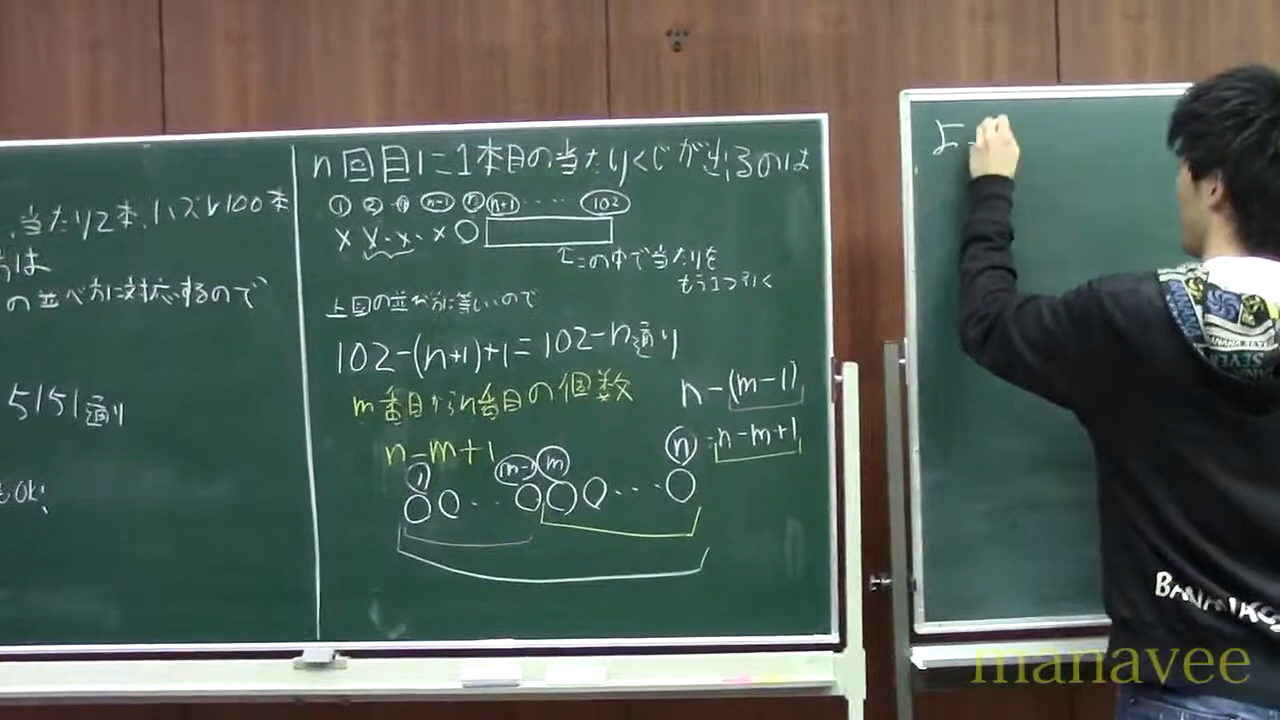 当たり2本,ハズレ100本
は
の並べ方に対応するので
5151通り
もOK!
n回目に1本目の当たりくじが出るのは
① ② ⑪ n-1 n n+1 ····· 102
× ×··×·× ○
↑この中で当たりを
もう1つ引く
上図の並べ方に等しいので
102-(n+1)+1=102-n通り
m番目からn番目の個数
n-m+1
n-(m-1)
=n-m+1
① m-1 m n
○○···○○○····○
よ
BANANA SEVEN
manavee